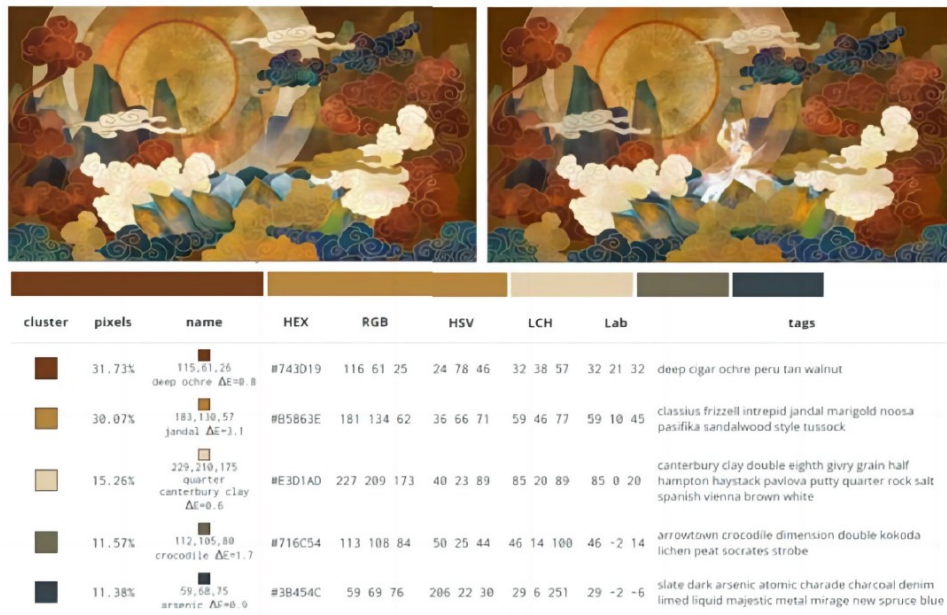 cluster pixels name HEX RGB HSV LCH Lab tags
115,61,26
31.73% #743D19 116 61 25 24 78 46 32 38 57 32 21 32 deep cigar ochre peru tan walnut
deep ochre ΔE=0.8
183,130,57 classius frizzell intrepid jandal marigold noosa
30.07% #B5863E 181 134 62 36 66 71 59 46 77 59 10 45
jandal ΔE=3.1 pasifika sandalwood style tussock
229,210,175
quarter canterbury clay double eighth givry grain half
15.26% #E3D1AD 227 209 173 40 23 89 85 20 89 85 0 20 hampton haystack pavlova putty quarter rock salt
canterbury clay
ΔE=0.6 spanish vienna brown white
112,105,80 arrowtown crocodile dimension double kokoda
11.57% #716C54 113 108 84 50 25 44 46 14 100 46 -2 14
crocodile ΔE=1.7 lichen peat socrates strobe
59,68,75 slate dark arsenic atomic charade charcoal denim
11.38% #3B454C 59 69 76 206 22 30 29 6 251 29 -2 -6
arsenic ΔE=0.9 limed liquid majestic metal mirage new spruce blue